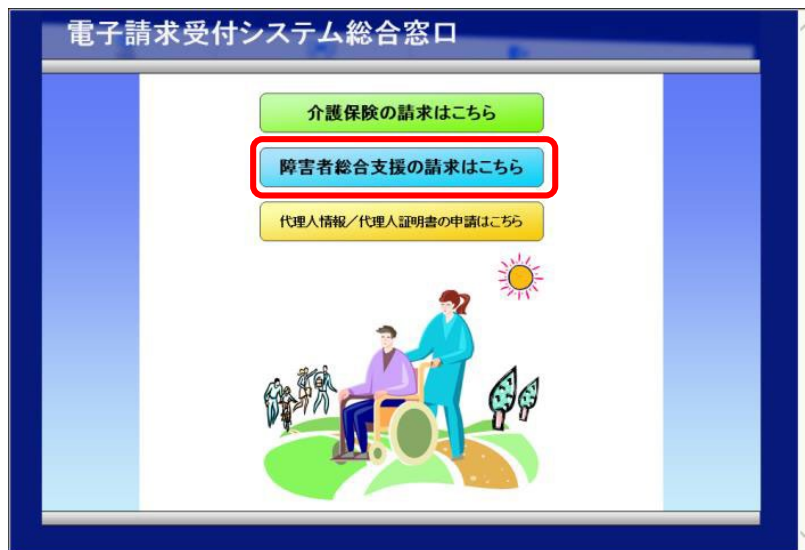 電子請求受付システム総合窓口
介護保険の請求はこちら
障害者総合支援の請求はこちら
代理人情報／代理人証明書の申請はこちら